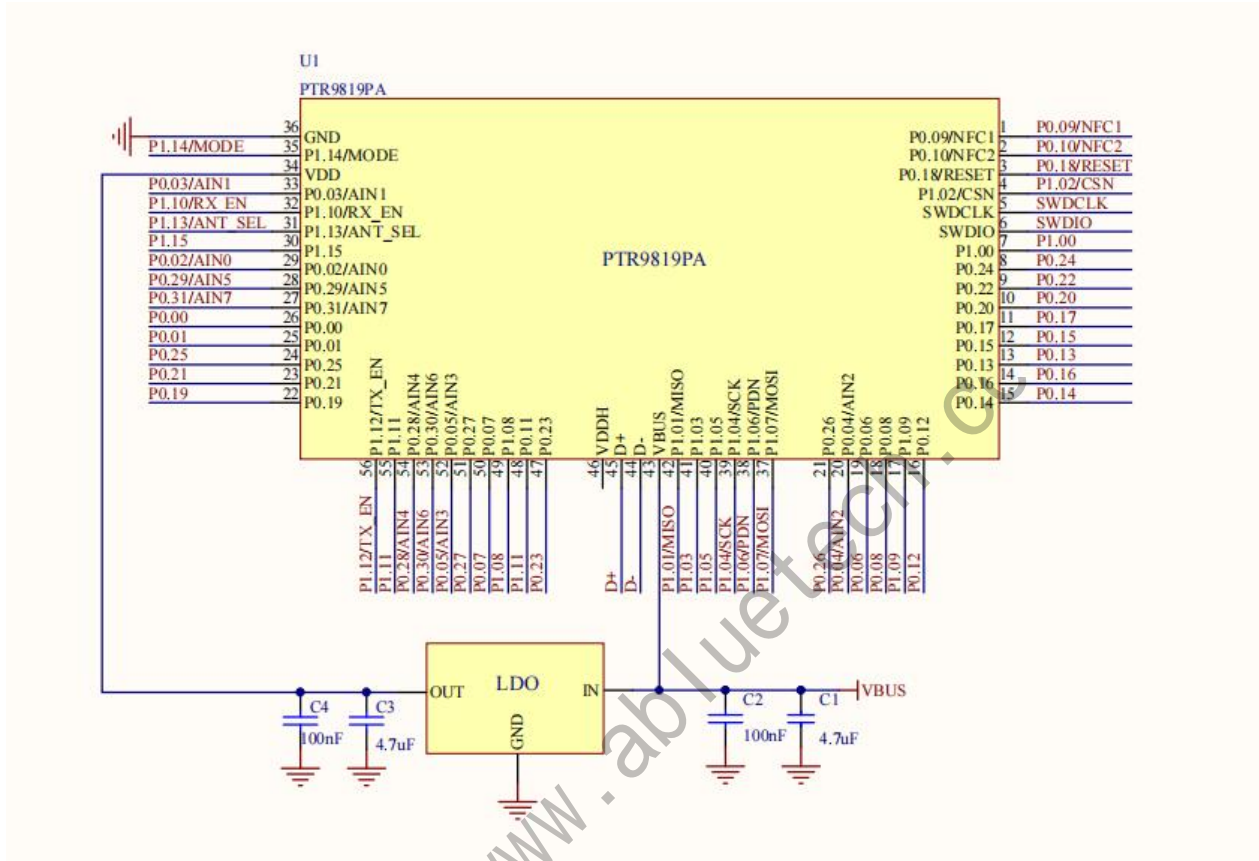 U1
PTR9819PA
36 GND
P1.14/MODE 35 P1.14/MODE
34 VDD
P0.03/AIN1 33 P0.03/AIN1
P1.10/RX_EN 32 P1.10/RX_EN
P1.13/ANT_SEL 31 P1.13/ANT_SEL
P1.15 30 P1.15
P0.02/AIN0 29 P0.02/AIN0
P0.29/AIN5 28 P0.29/AIN5
P0.31/AIN7 27 P0.31/AIN7
P0.00 26 P0.00
P0.01 25 P0.01
P0.25 24 P0.25
P0.21 23 P0.21
P0.19 22 P0.19
PTR9819PA
P0.09/NFC1 1 P0.09/NFC1
P0.10/NFC2 2 P0.10/NFC2
P0.18/RESET 3 P0.18/RESET
P1.02/CSN 4 P1.02/CSN
SWDCLK 5 SWDCLK
SWDIO 6 SWDIO
P1.00 7 P1.00
P0.24 8 P0.24
P0.22 9 P0.22
P0.20 10 P0.20
P0.17 11 P0.17
P0.15 12 P0.15
P0.13 13 P0.13
P0.16 14 P0.16
P0.14 15 P0.14
P1.12/TX_EN 56 P1.12/TX_EN
P1.11 55 P1.11
P0.28/AIN4 54 P0.28/AIN4
P0.30/AIN6 53 P0.30/AIN6
P0.05/AIN3 52 P0.05/AIN3
P0.27 51 P0.27
P0.07 50 P0.07
P1.08 49 P1.08
P0.11 48 P1.11
P0.23 47 P0.23
VDDH 46
D+ 45 D+
D- 44 D-
VBUS 43
P1.01/MISO 42 P1.01/MISO
P1.03 41 P1.03
P1.05 40 P1.05
P1.04/SCK 39 P1.04/SCK
P1.06/PDN 38 P1.06/PDN
P1.07/MOSI 37 P1.07/MOSI
P0.26 21 P0.26
P0.04/AIN2 20 P0.04/AIN2
P0.06 19 P0.06
P0.08 18 P0.08
P1.09 17 P1.09
P0.12 16 P0.12
OUT LDO IN
GND
VBUS
C4
100nF
C3
4.7uF
C2
100nF
C1
4.7uF
www.abluetech.cc